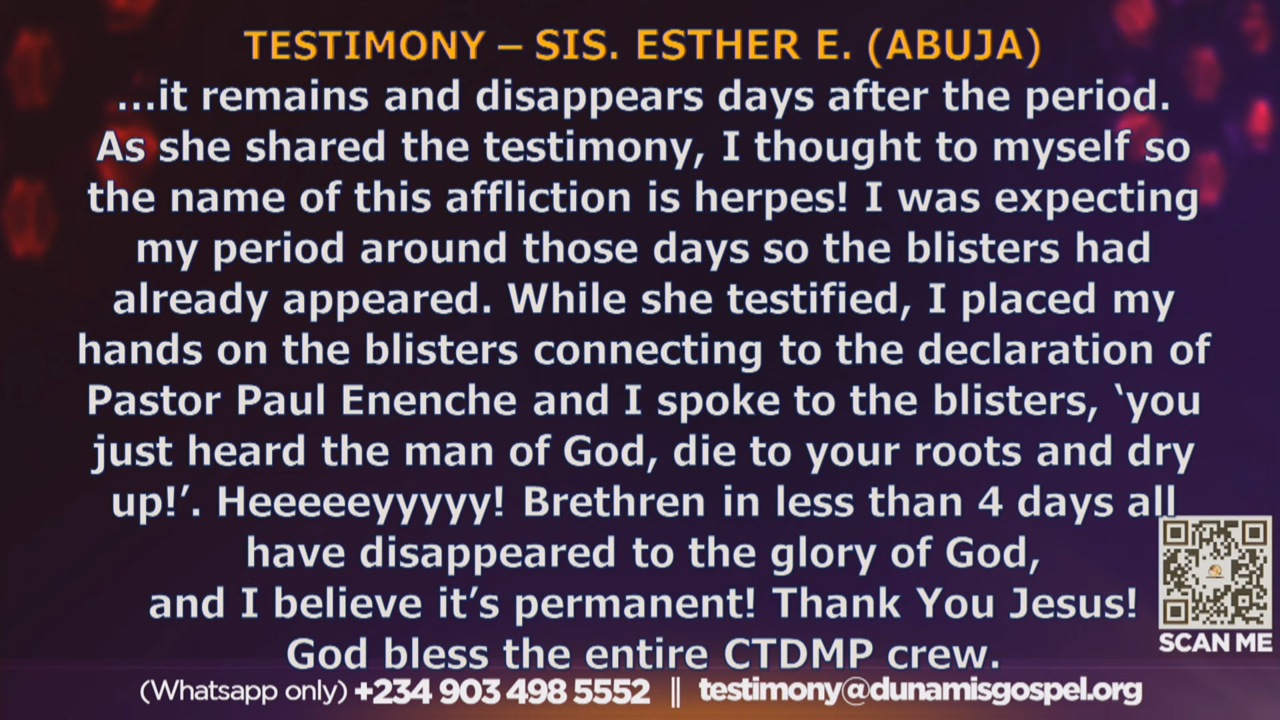 TESTIMONY – SIS. ESTHER E. (ABUJA)
...it remains and disappears days after the period.
As she shared the testimony, I thought to myself so
the name of this affliction is herpes! I was expecting
my period around those days so the blisters had
already appeared. While she testified, I placed my
hands on the blisters connecting to the declaration of
Pastor Paul Enenche and I spoke to the blisters, ‘you
just heard the man of God, die to your roots and dry
up!’. Heeeeeyyyyy! Brethren in less than 4 days all
have disappeared to the glory of God,
and I believe it’s permanent! Thank You Jesus!
God bless the entire CTDMP crew.
SCAN ME
(Whatsapp only) +234 903 498 5552 || testimony@dunamisgospel.org